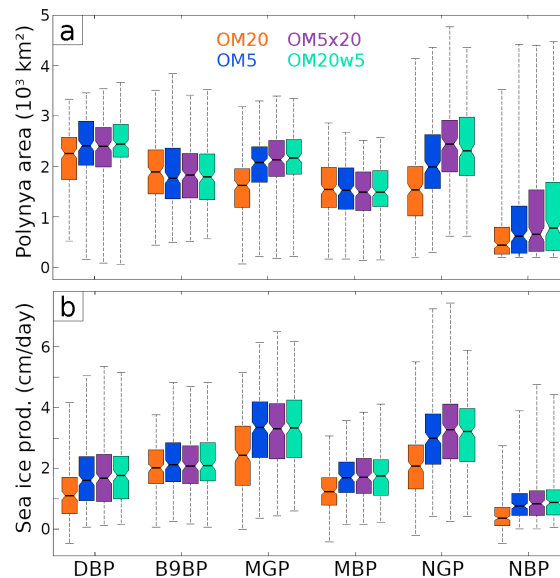 a
OM20 OM5x20
OM5 OM20w5
Polynya area (10³ km²)
5
4
3
2
1
0
b
Sea ice prod. (cm/day)
6
4
2
0
DBP B9BP MGP MBP NGP NBP